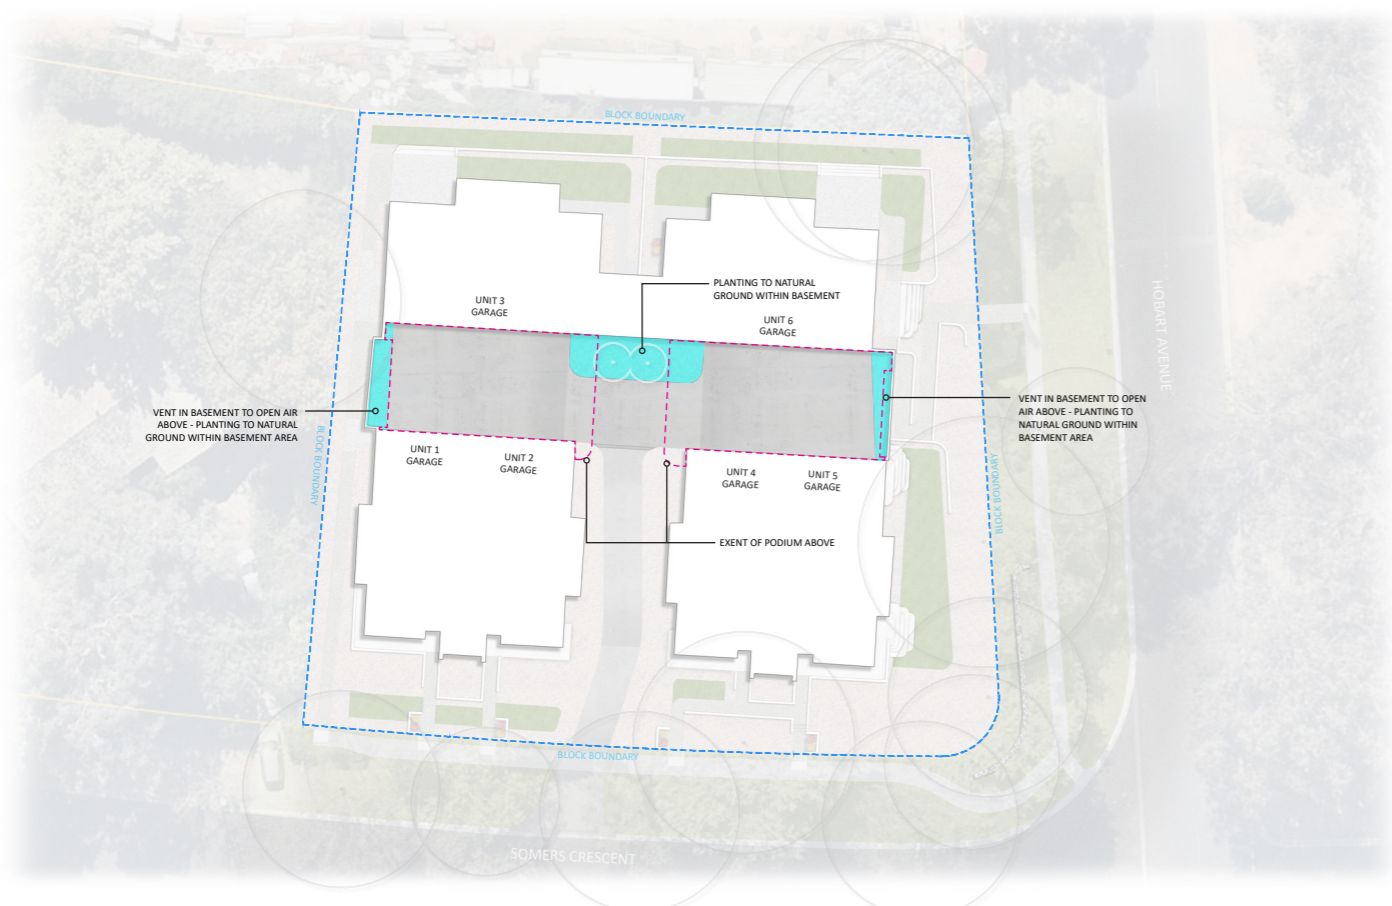 BLOCK BOUNDARY
PLANTING TO NATURAL
GROUND WITHIN BASEMENT
UNIT 3
GARAGE
UNIT 6
GARAGE
HOBART AVENUE
VENT IN BASEMENT TO OPEN AIR
ABOVE - PLANTING TO NATURAL
GROUND WITHIN BASEMENT AREA
VENT IN BASEMENT TO OPEN
AIR ABOVE - PLANTING TO
NATURAL GROUND WITHIN
BASEMENT AREA
BLOCK BOUNDARY
BLOCK BOUNDARY
UNIT 1
GARAGE
UNIT 2
GARAGE
UNIT 4
GARAGE
UNIT 5
GARAGE
EXENT OF PODIUM ABOVE
BLOCK BOUNDARY
SOMERS CRESCENT